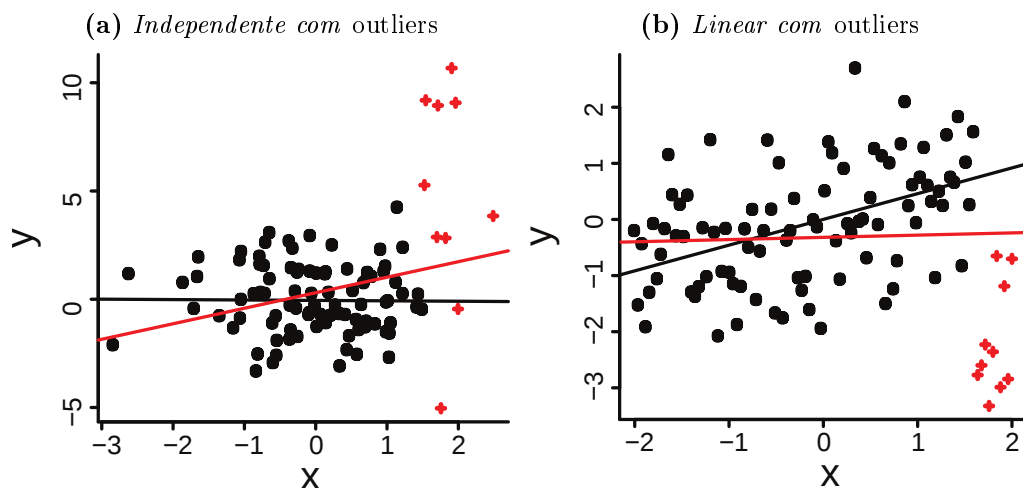 (a) Independente com outliers
10
5
0
−5
y
−3 −2 −1 0 1 2
x
(b) Linear com outliers
2
1
0
−1
−2
−3
y
−2 −1 0 1 2
x